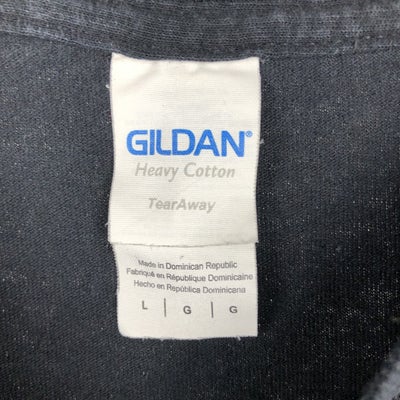 GILDAN®
Heavy Cotton
TearAway
Made in Dominican Republic
Fabriqué en République Dominicaine
Hecho en República Dominicana
L | G | G